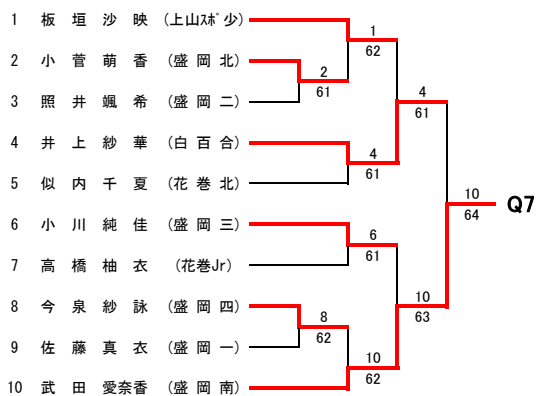 1 板 垣 沙 映 (上山ｽﾎﾟ少)
2 小 菅 萌 香 (盛 岡 北)
3 照 井 颯 希 (盛 岡 二)
4 井 上 紗 華 (白 百 合)
5 似 内 千 夏 (花 巻 北)
6 小 川 純 佳 (盛 岡 三)
7 高 橋 柚 衣 (花巻Jr)
8 今 泉 紗 詠 (盛 岡 四)
9 佐 藤 真 衣 (盛 岡 一)
10 武 田 愛奈香 (盛 岡 南)
2
61
8
62
1
62
4
61
6
61
10
62
4
61
10
63
10
64
Q7